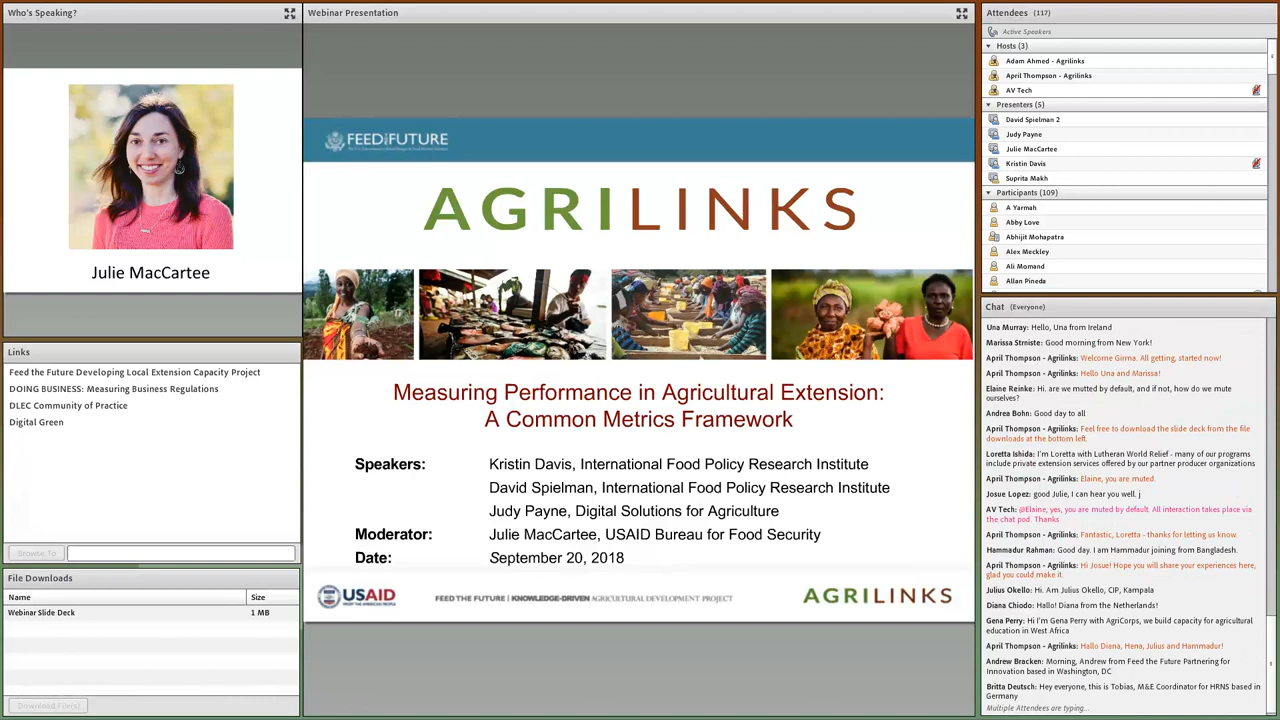 Who's Speaking?
Julie MacCartee
Links
Feed the Future Developing Local Extension Capacity Project
DOING BUSINESS: Measuring Business Regulations
DLEC Community of Practice
Digital Green
Browse To
File Downloads
Name Size
Webinar Slide Deck 1 MB
Download File(s)
Webinar Presentation
FEED THE FUTURE
AGRILINKS
Measuring Performance in Agricultural Extension:
A Common Metrics Framework
Speakers: Kristin Davis, International Food Policy Research Institute
David Spielman, International Food Policy Research Institute
Judy Payne, Digital Solutions for Agriculture
Moderator: Julie MacCartee, USAID Bureau for Food Security
Date: September 20, 2018
USAID
FROM THE AMERICAN PEOPLE
FEED THE FUTURE | KNOWLEDGE-DRIVEN AGRICULTURAL DEVELOPMENT PROJECT
AGRILINKS
Attendees (117)
Active Speakers
Hosts (3)
Adam Ahmed - Agrilinks
April Thompson - Agrilinks
AV Tech
Presenters (5)
David Spielman 2
Judy Payne
Julie MacCartee
Kristin Davis
Suprita Makh
Participants (109)
A Yarmah
Abby Love
Abhijit Mohapatra
Alex Meckley
Ali Momand
Allan Pineda
Chat (Everyone)
Una Murray: Hello, Una from Ireland
Marissa Strniste: Good morning from New York!
April Thompson - Agrilinks: Welcome Girma. All getting, started now!
April Thompson - Agrilinks: Hello Una and Marissa!
Elaine Reinke: Hi. are we mutted by default, and if not, how do we mute
ourselves?
Andrea Bohn: Good day to all
April Thompson - Agrilinks: Feel free to download the slide deck from the file
downloads at the bottom left.
Loretta Ishida: I'm Loretta with Lutheran World Relief - many of our programs
include private extension services offered by our partner producer organizations
April Thompson - Agrilinks: Elaine, you are muted.
Josue Lopez: good Julie, I can hear you well. j
AV Tech: @Elaine, yes, you are muted by default. All interaction takes place via
the chat pod. Thanks
April Thompson - Agrilinks: Fantastic, Loretta - thanks for letting us know.
Hammadur Rahman: Good day. I am Hammadur joining from Bangladesh.
April Thompson - Agrilinks: Hi Josue! Hope you will share your experiences here,
glad you could make it.
Julius Okello: Hi. Am Julius Okello, CIP, Kampala
Diana Chiodo: Hallo! Diana from the Netherlands!
Gena Perry: Hi I'm Gena Perry with AgriCorps, we build capacity for agricultural
education in West Africa
April Thompson - Agrilinks: Hallo Diana, Hena, Julius and Hammadur!
Andrew Bracken: Morning, Andrew from Feed the Future Partnering for
Innovation based in Washington, DC
Britta Deutsch: Hey everyone, this is Tobias, M&E Coordinator for HRNS based in
Germany
Multiple Attendees are typing...